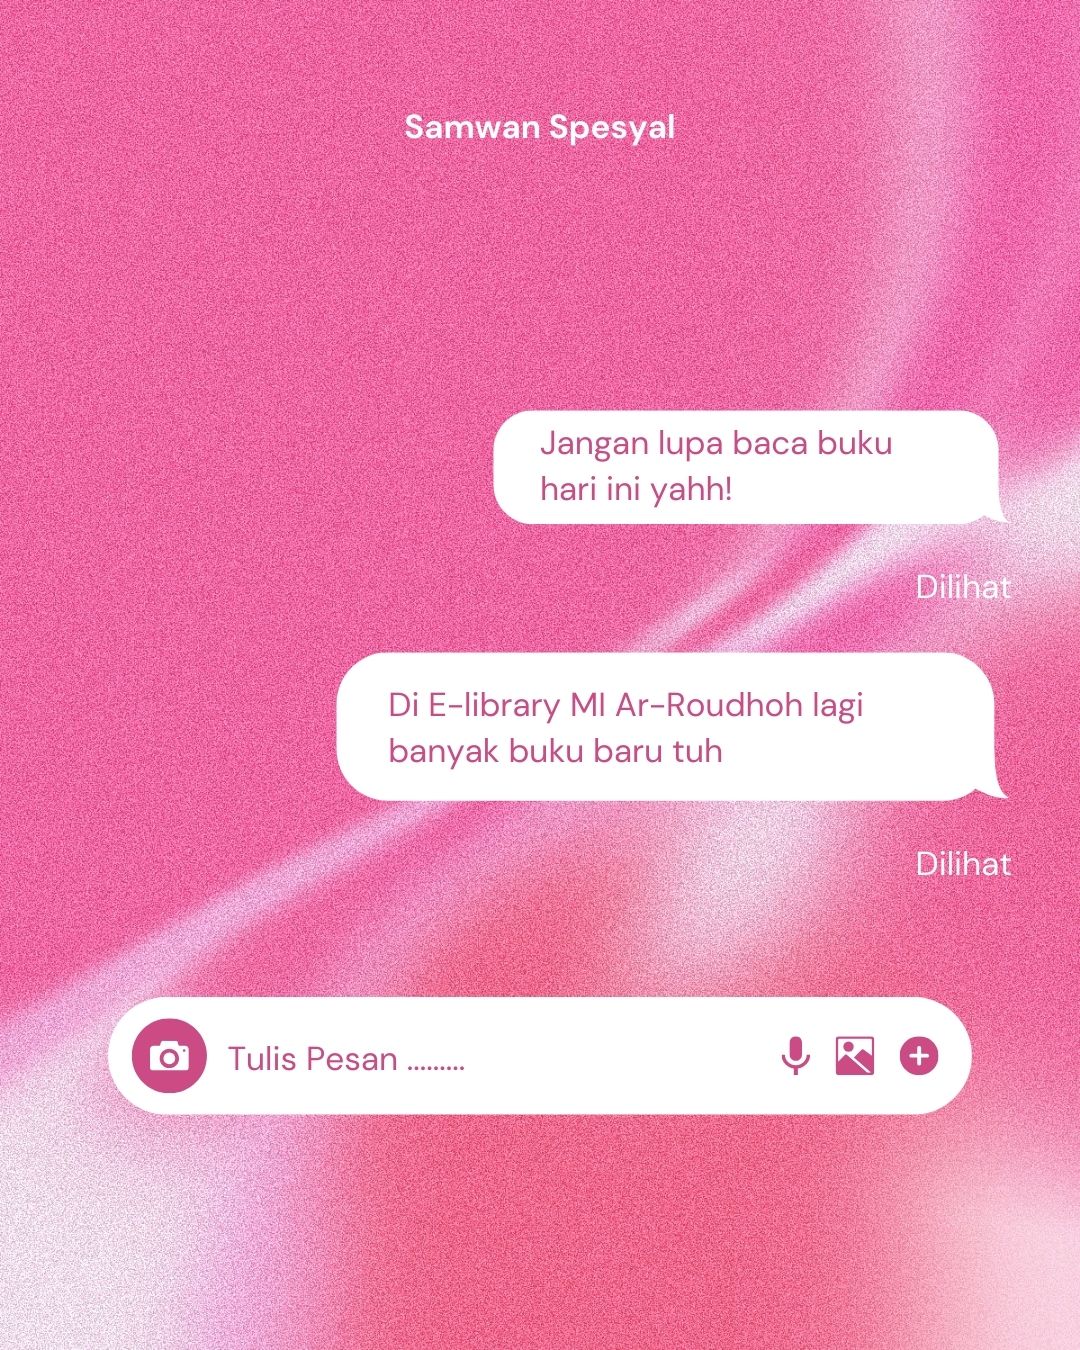 Samwan Spesyal
Jangan lupa baca buku
hari ini yahh!
Dilihat
Di E-library MI Ar-Roudhoh lagi
banyak buku baru tuh
Dilihat
Tulis Pesan .........